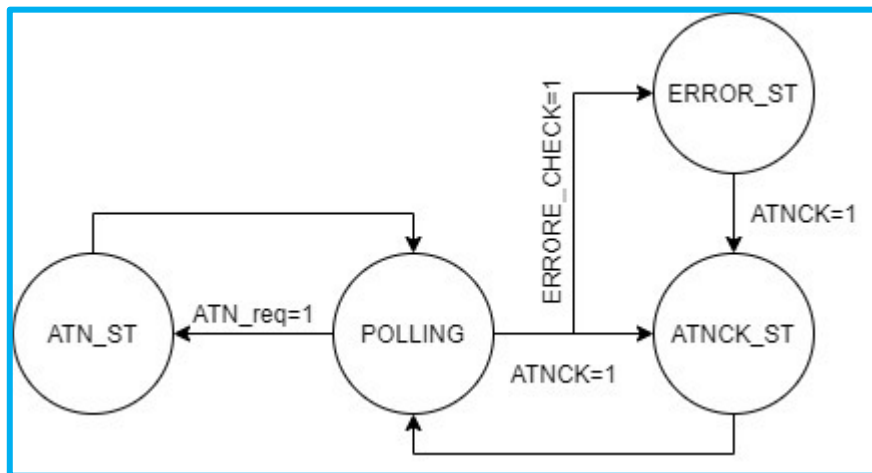 ERROR_ST
ERRORE_CHECK=1
ATNCK=1
ATN_ST
ATN_req=1
POLLING
ATNCK=1
ATNCK_ST